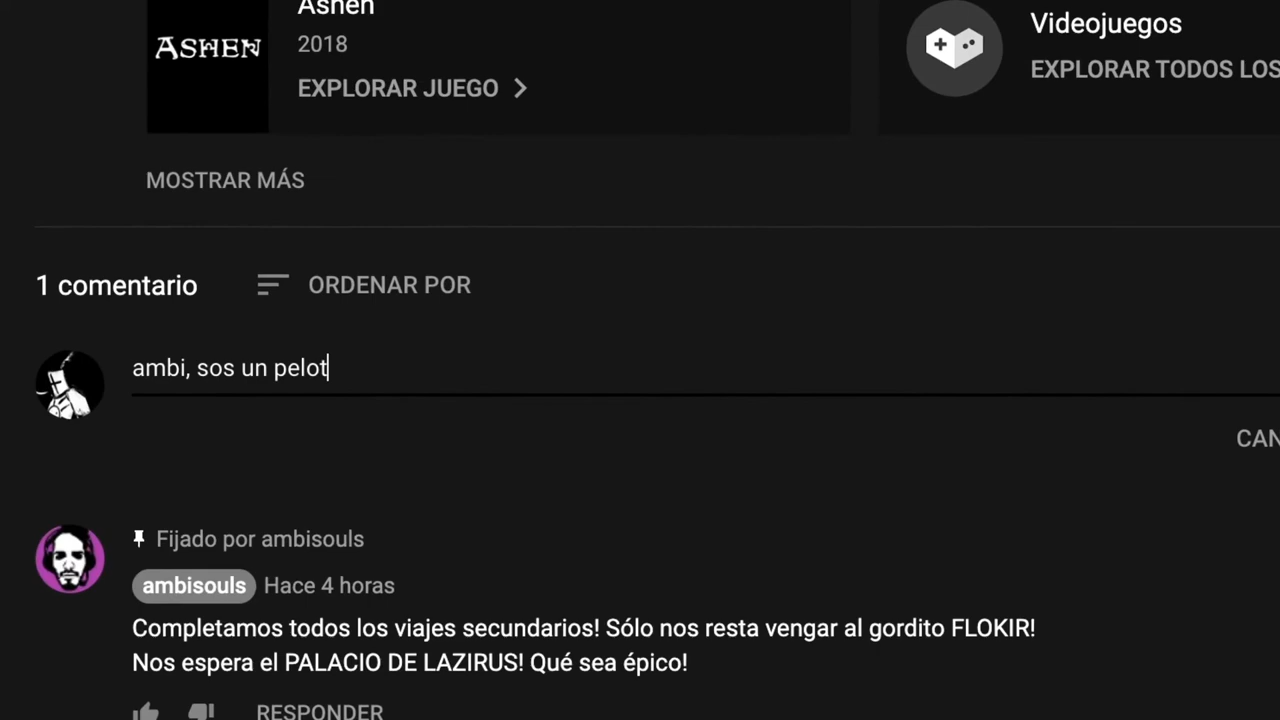 Ashen
ASHEN
2018
EXPLORAR JUEGO
Videojuegos
EXPLORAR TODOS LOS
MOSTRAR MÁS
1 comentario
ORDENAR POR
ambi, sos un pelot
CAN
Fijado por ambisouls
ambisouls Hace 4 horas
Completamos todos los viajes secundarios! Sólo nos resta vengar al gordito FLOKIR!
Nos espera el PALACIO DE LAZIRUS! Qué sea épico!
RESPONDER